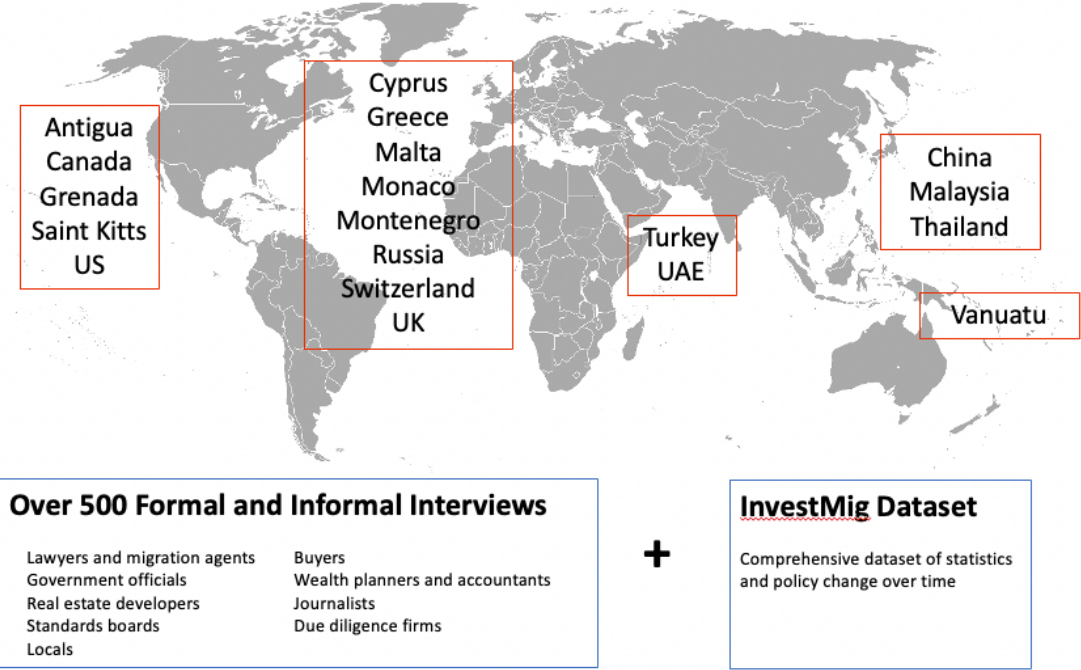 Antigua
Canada
Grenada
Saint Kitts
US
Cyprus
Greece
Malta
Monaco
Montenegro
Russia
Switzerland
UK
Turkey
UAE
China
Malaysia
Thailand
Vanuatu
Over 500 Formal and Informal Interviews
Lawyers and migration agents
Government officials
Real estate developers
Standards boards
Locals
Buyers
Wealth planners and accountants
Journalists
Due diligence firms
+
InvestMig Dataset
Comprehensive dataset of statistics
and policy change over time